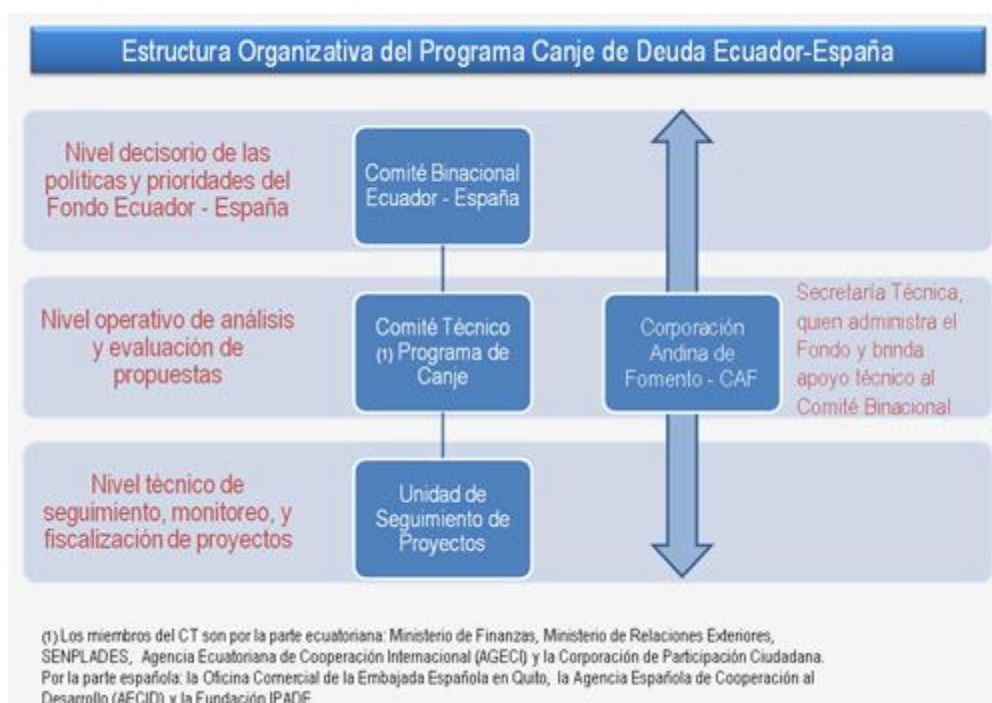 Estructura Organizativa del Programa Canje de Deuda Ecuador-España
Nivel decisorio de las
políticas y prioridades del
Fondo Ecuador - España
Comité Binacional
Ecuador - España
Nivel operativo de análisis
y evaluación de
propuestas
Comité Técnico
(1) Programa de
Canje
Corporación
Andina de
Fomento - CAF
Secretaría Técnica,
quien administra el
Fondo y brinda
apoyo técnico al
Comité Binacional
Nivel técnico de
seguimiento, monitoreo, y
fiscalización de proyectos
Unidad de
Seguimiento de
Proyectos
(1) Los miembros del CT son por la parte ecuatoriana: Ministerio de Finanzas, Ministerio de Relaciones Exteriores,
SENPLADES, Agencia Ecuatoriana de Cooperación Internacional (AGECI) y la Corporación de Participación Ciudadana.
Por la parte española: la Oficina Comercial de la Embajada Española en Quito, la Agencia Española de Cooperación al
Desarrollo (AECID) y la Fundación IPADE